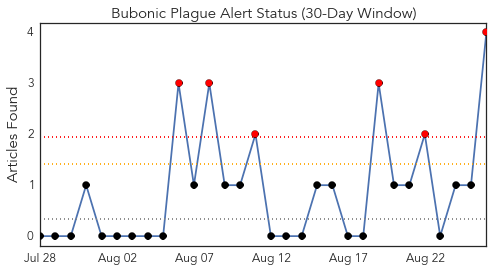 Bubonic Plague Alert Status (30-Day Window)
Articles Found
4
3
2
1
0
Jul 28 Aug 02 Aug 07 Aug 12 Aug 17 Aug 22